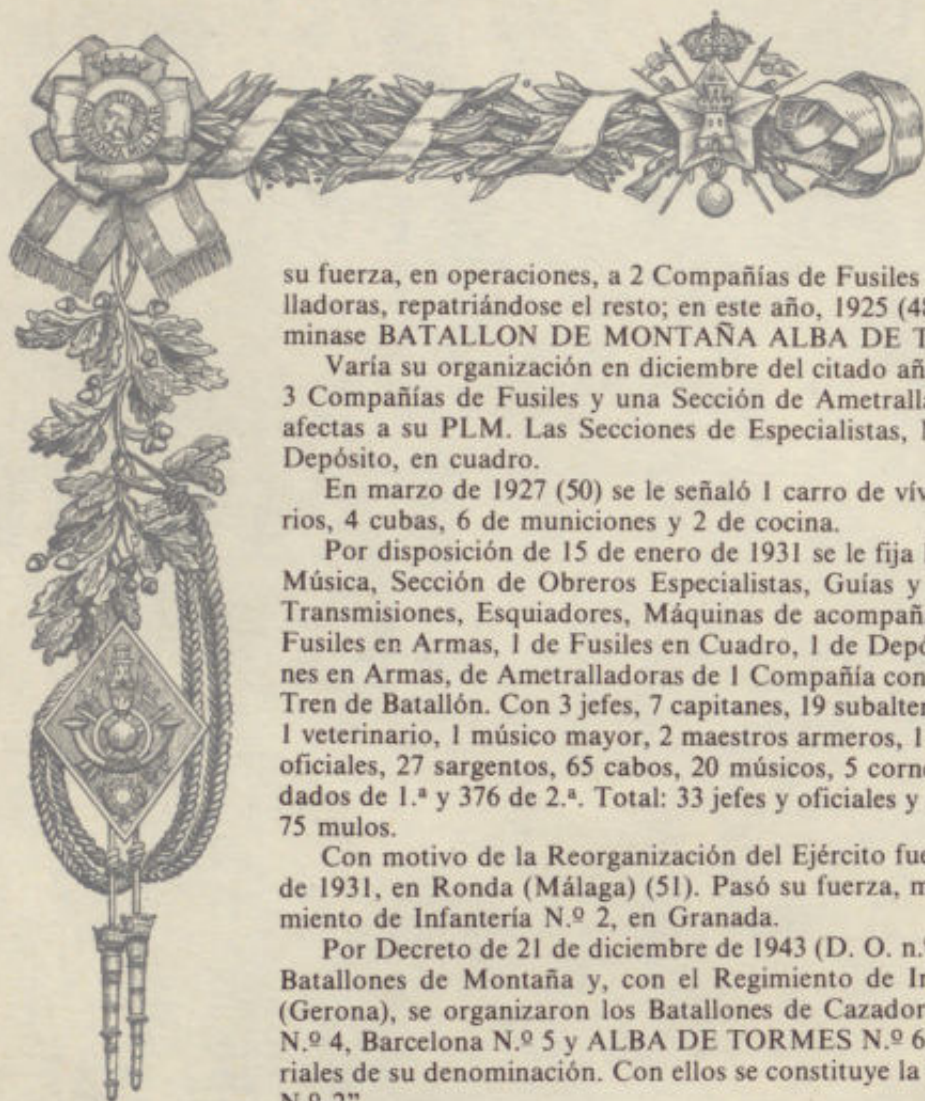 su fuerza, en operaciones, a 2 Compañías de Fusiles
lladoras, repatriándose el resto; en este año, 1925
minase BATALLON DE MONTAÑA ALBA DE
Varía su organización en diciembre del citado
3 Compañías de Fusiles y una Sección de
afectas a su PLM. Las Secciones de Especialistas,
Depósito, en cuadro.
En marzo de 1927 (50) se le señaló 1 carro de
rios, 4 cubas, 6 de municiones y 2 de cocina.
Por disposición de 15 de enero de 1931 se le fija
Música, Sección de Obreros Especialistas, Guías y
Transmisiones, Esquiadores, Máquinas de
Fusiles en Armas, 1 de Fusiles en Cuadro, 1 de
nes en Armas, de Ametralladoras de 1 Compañía con
Tren de Batallón. Con 3 jefes, 7 capitanes, 19
1 veterinario, 1 músico mayor, 2 maestros armeros, 1
oficiales, 27 sargentos, 65 cabos, 20 músicos, 5
dados de 1.ª y 376 de 2.ª. Total: 33 jefes y oficiales y
75 mulos.
Con motivo de la Reorganización del Ejército fue
de 1931, en Ronda (Málaga) (51). Pasó su fuerza,
miento de Infantería N.º 2, en Granada.
Por Decreto de 21 de diciembre de 1943 (D. O.
Batallones de Montaña y, con el Regimiento de
(Gerona), se organizaron los Batallones de
N.º 4, Barcelona N.º 5 y ALBA DE TORMES N.º 6
riales de su denominación. Con ellos se constituye la
N.º 2"